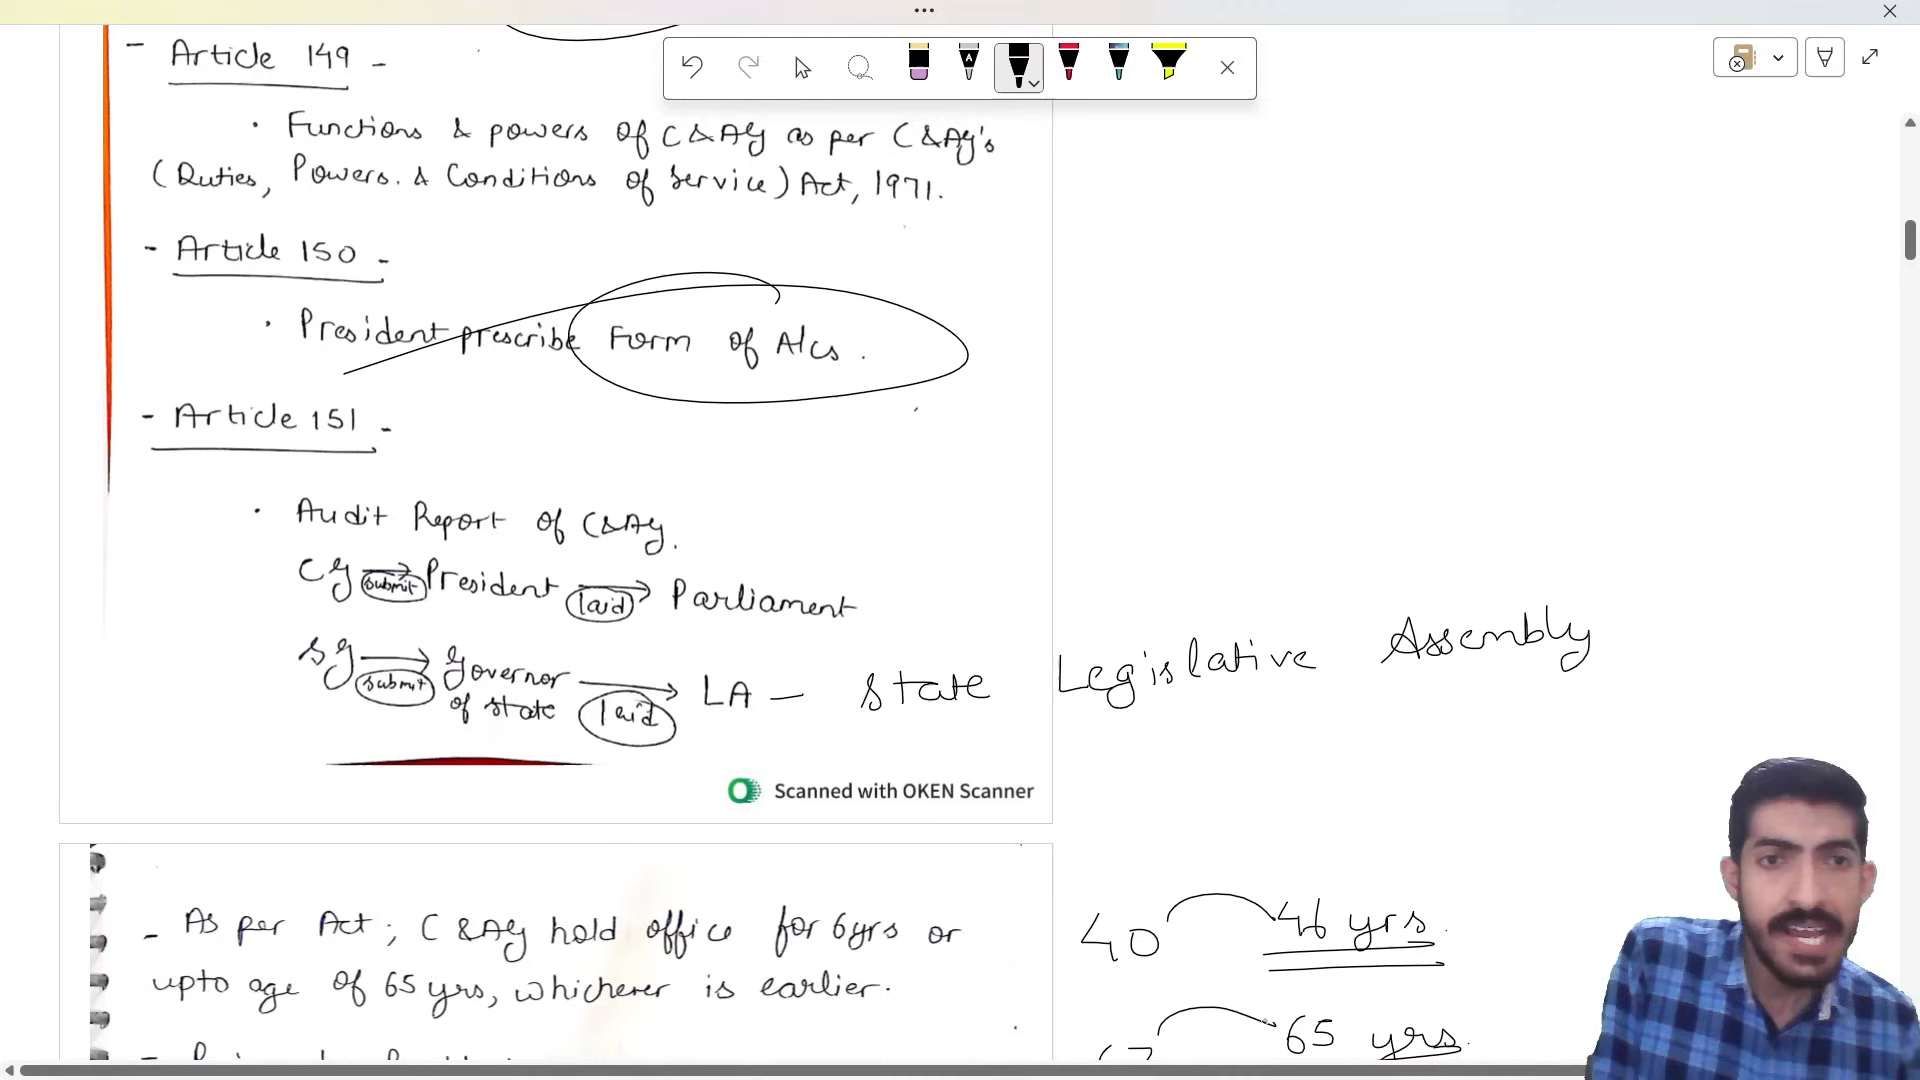 - Article 149 -
· Functions & powers of C&AG as per C&AG's
(Duties, Powers. & Conditions of Service) Act, 1971.
- Article 150 -
· President prescribe Form of A/cs.
- Article 151 -
· Audit Report of C&AG.
CG submit President laid Parliament
SG submit Governor of state laid LA - State Legislative Assembly
Scanned with OKEN Scanner
- As per Act; C&AG hold office for 6yrs or
upto age of 65 yrs, whichever is earlier.
40 46 yrs.
65 yrs.